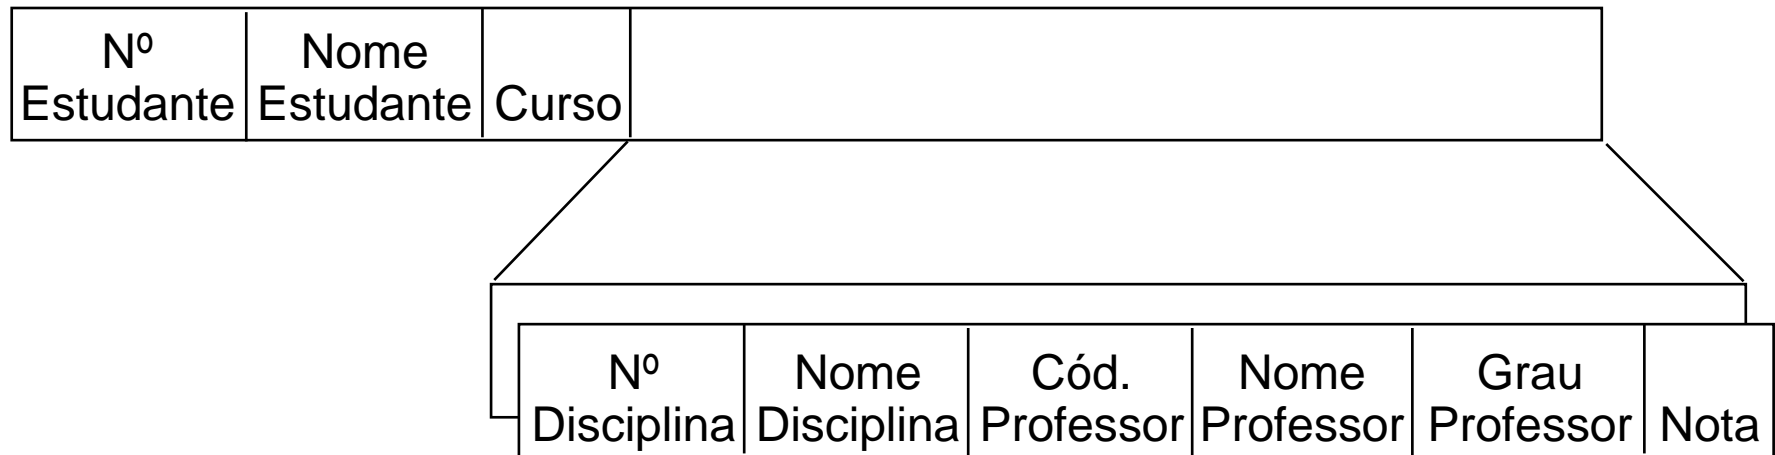 Nº Nome
Estudante Estudante Curso
Nº Nome Cód. Nome Grau
Disciplina Disciplina Professor Professor Professor Nota